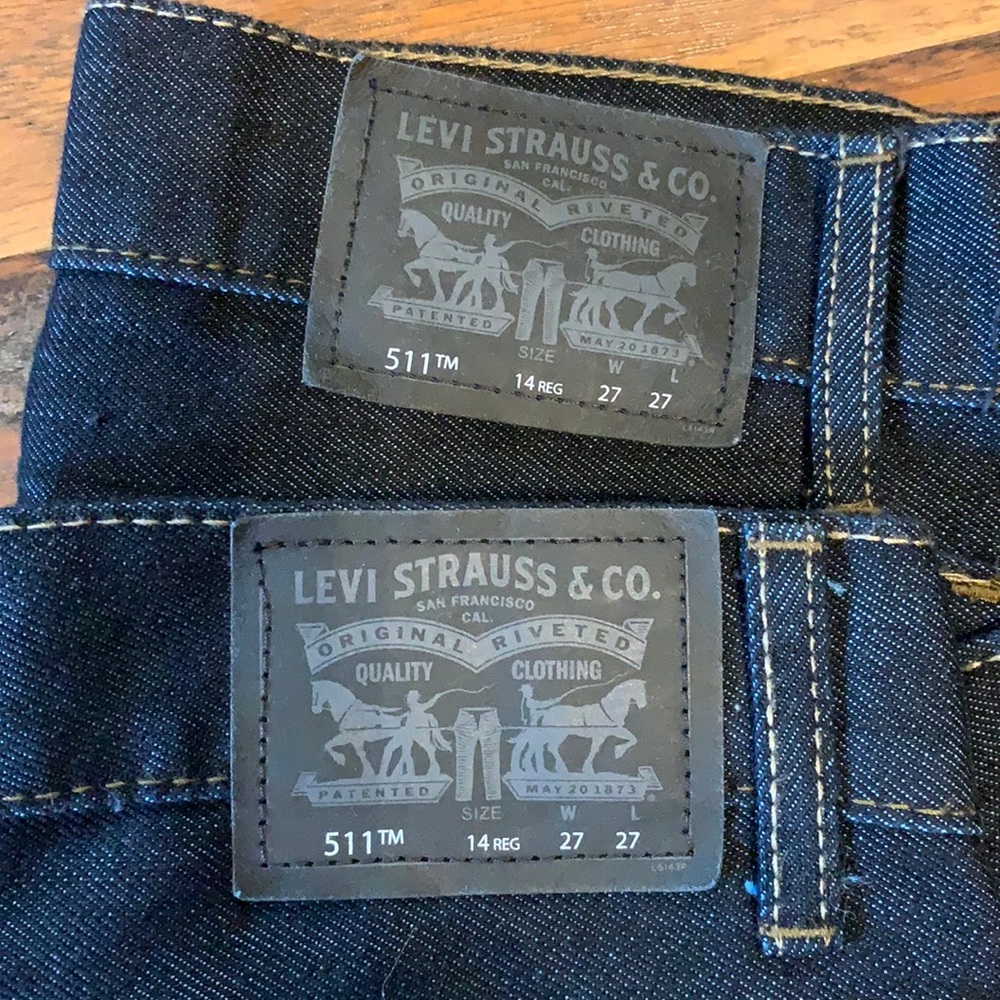 LEVI STRAUSS & CO.
SAN FRANCISCO
CAL.
ORIGINAL RIVETED
QUALITY CLOTHING
PATENTED MAY 20 1873
SIZE W L
511™ 14 REG 27 27
LEVI STRAUSS & CO.
SAN FRANCISCO
CAL.
ORIGINAL RIVETED
QUALITY CLOTHING
PATENTED MAY 20 1873 ®
SIZE W L
511™ 14 REG 27 27